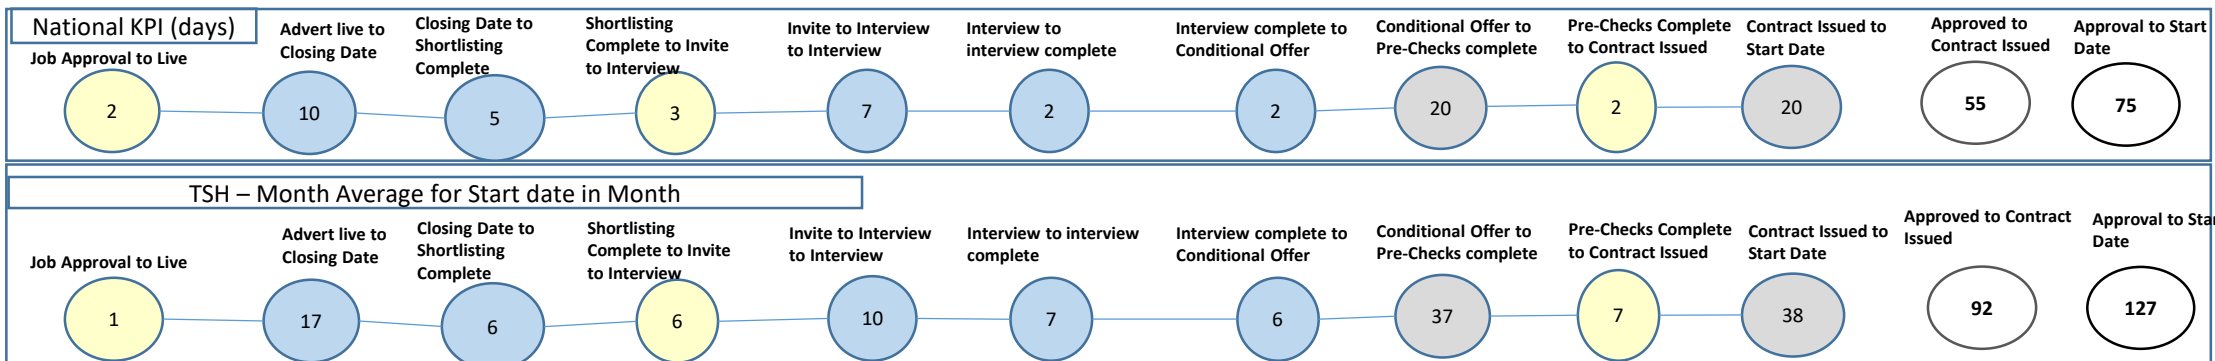 National KPI (days)
Job Approval to Live
Advert live to
Closing Date
Closing Date to
Shortlisting
Complete
Shortlisting
Complete to Invite
to Interview
Invite to Interview
to Interview
Interview to
interview complete
Interview complete to
Conditional Offer
Conditional Offer to
Pre-Checks complete
Pre-Checks Complete
to Contract Issued
Contract Issued to
Start Date
Approved to
Contract Issued
Approval to Start
Date
2
10
5
3
7
2
2
20
2
20
55
75
TSH – Month Average for Start date in Month
Job Approval to Live
Advert live to
Closing Date
Closing Date to
Shortlisting
Complete
Shortlisting
Complete to Invite
to Interview
Invite to Interview
to Interview
Interview to interview
complete
Interview complete to
Conditional Offer
Conditional Offer to
Pre-Checks complete
Pre-Checks Complete
to Contract Issued
Contract Issued to
Start Date
Approved to Contract
Issued
Approval to Star
Date
1
17
6
6
10
7
6
37
7
38
92
127